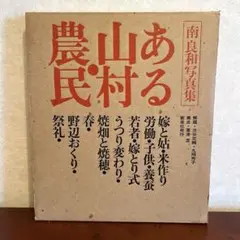 南良和写真集
ある
山村・
農民
嫁と姑・米作り
労働・子供・養蚕
若者・嫁とり式
うつり変わり・
焼畑と焼穂・
春・
野辺おくり・
祭礼・